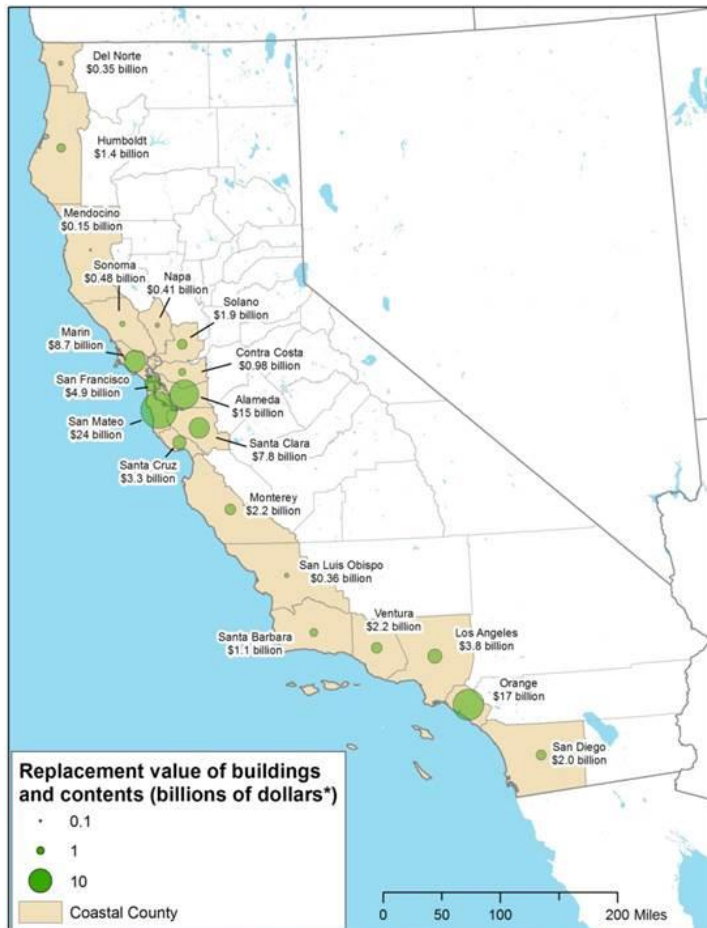 Del Norte
$0.35 billion
Humboldt
$1.4 billion
Mendocino
$0.15 billion
Sonoma
$0.48 billion
Napa
$0.41 billion
Solano
$1.9 billion
Marin
$8.7 billion
Contra Costa
$0.98 billion
San Francisco
$4.9 billion
Alameda
$15 billion
San Mateo
$24 billion
Santa Clara
$7.8 billion
Santa Cruz
$3.3 billion
Monterey
$2.2 billion
San Luis Obispo
$0.36 billion
Ventura
$2.2 billion
Santa Barbara
$1.1 billion
Los Angeles
$3.8 billion
Orange
$17 billion
San Diego
$2.0 billion
Replacement value of buildings
and contents (billions of dollars*)
0.1
1
10
Coastal County
0 50 100 200 Miles